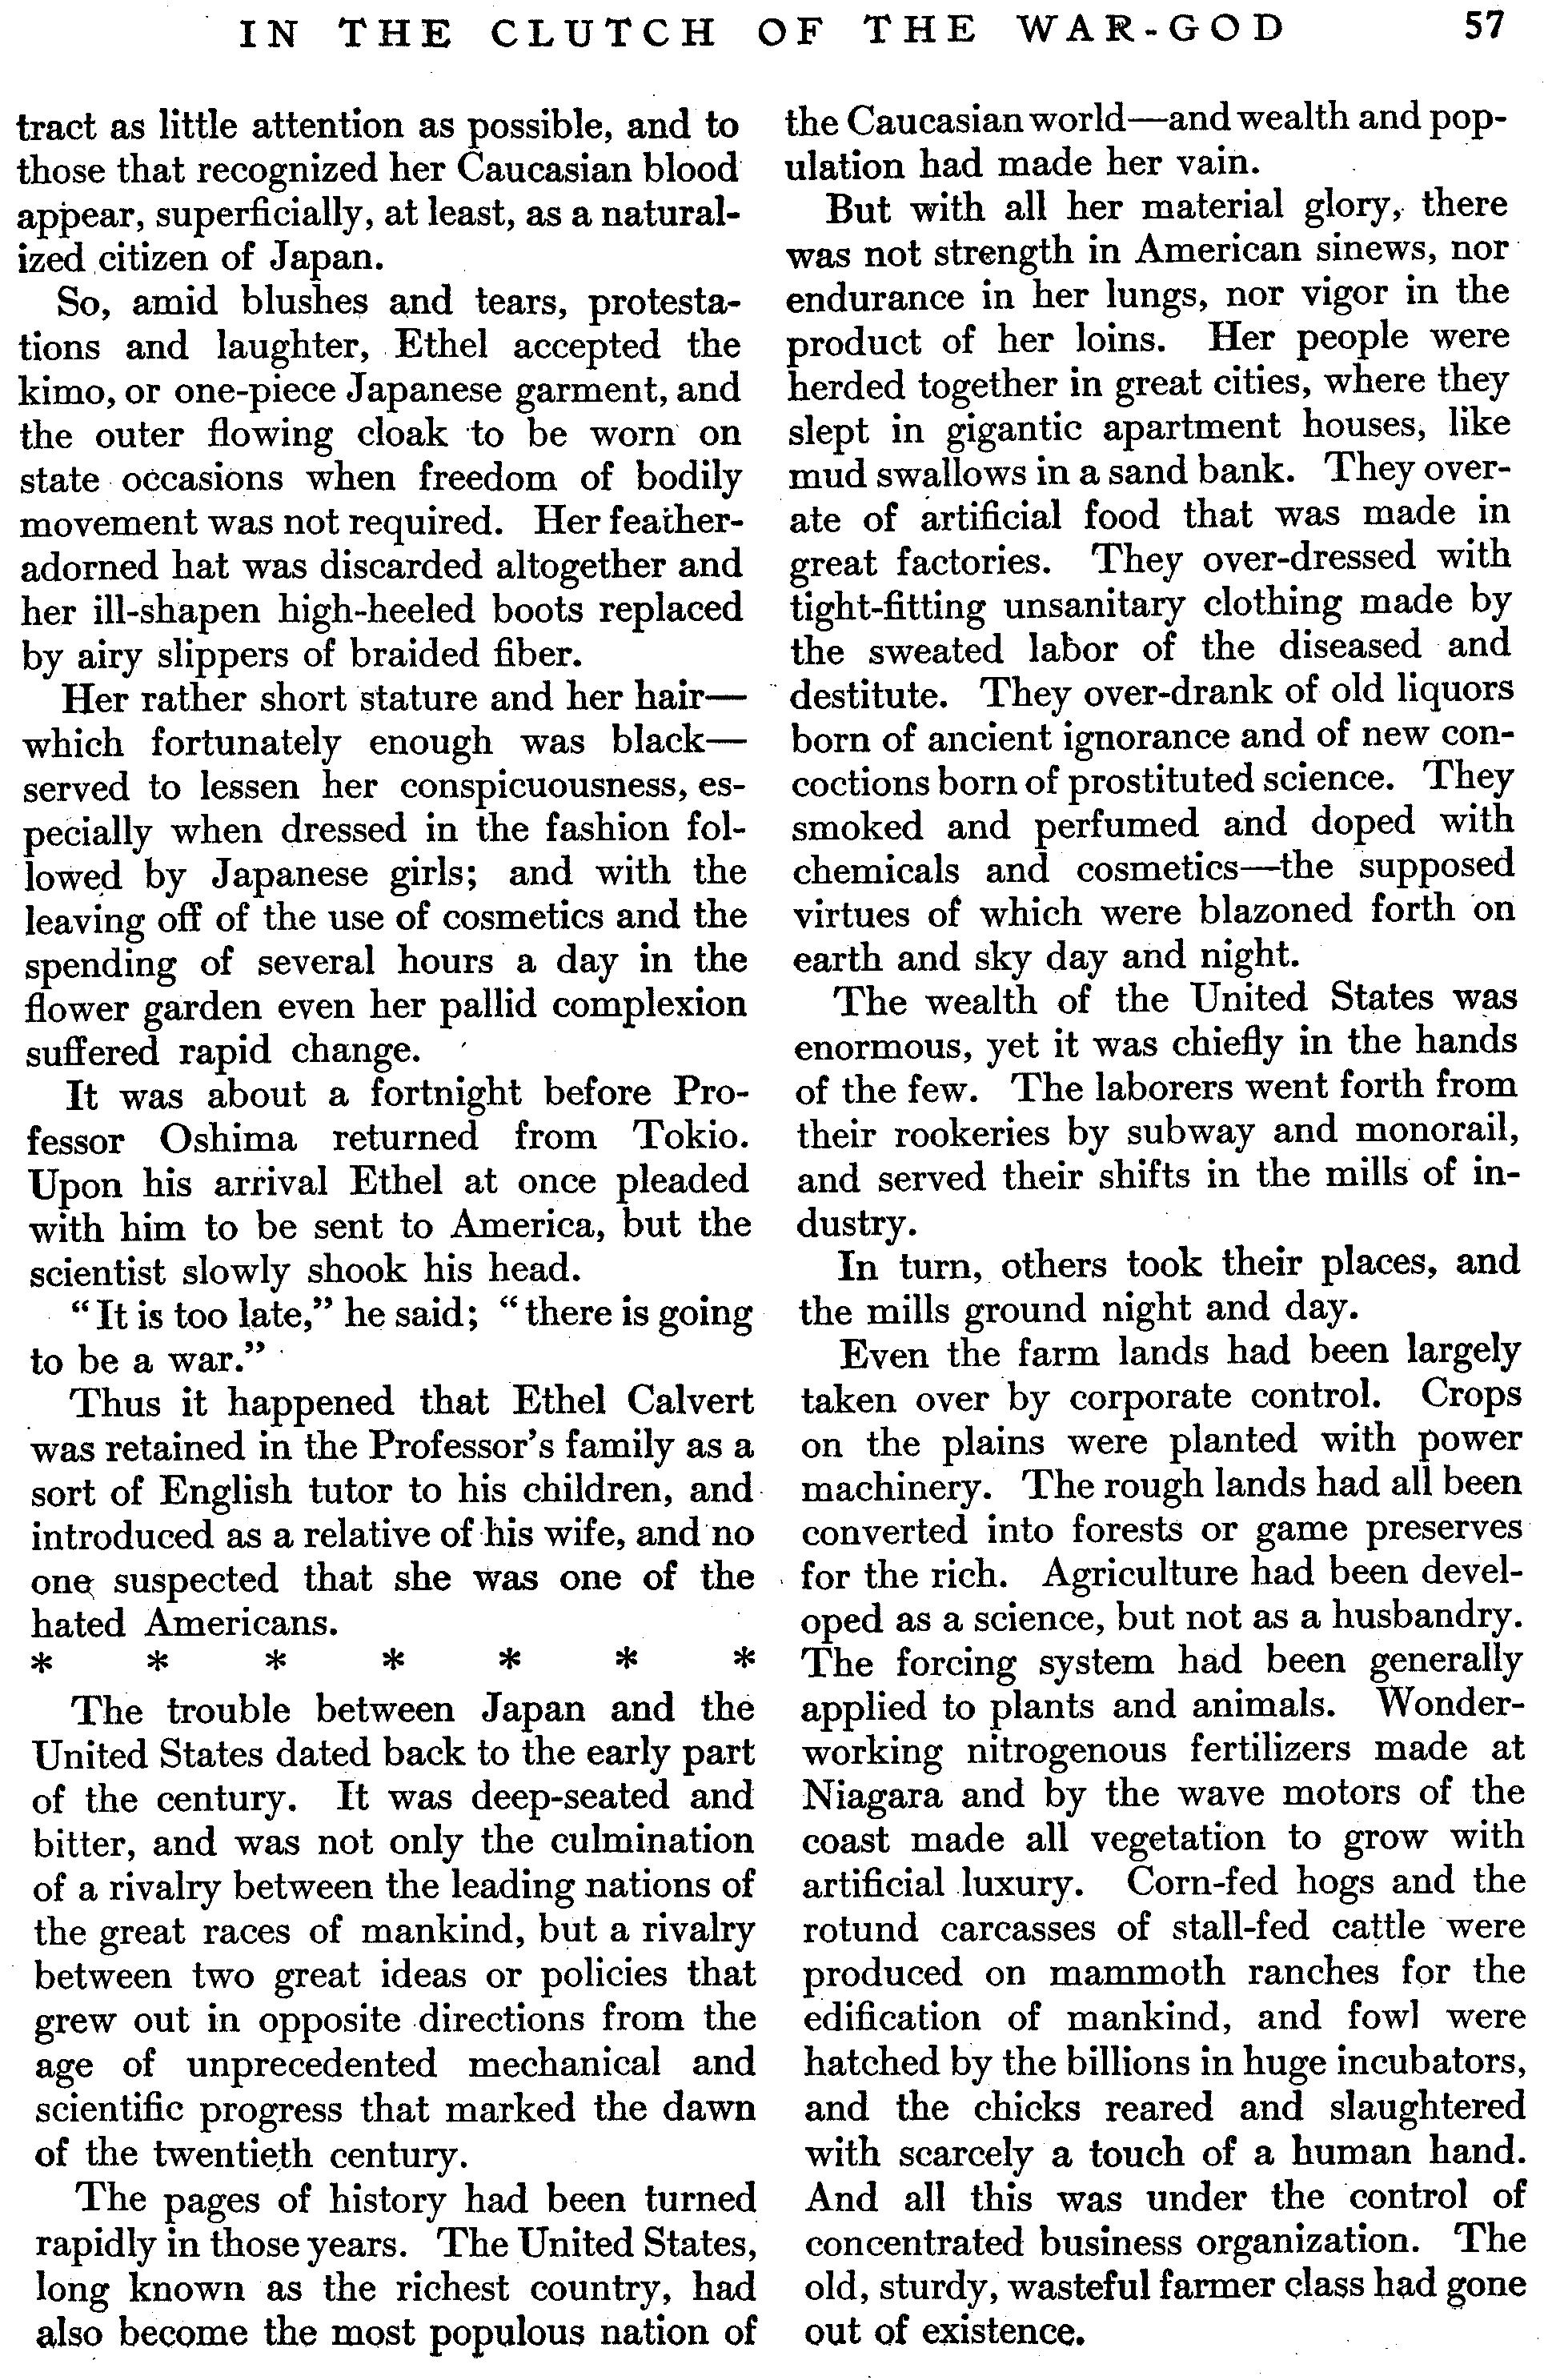 IN THE CLUTCH OF THE WAR-GOD 57
tract as little attention as possible, and to
those that recognized her Caucasian blood
appear, superficially, at least, as a natural-
ized citizen of Japan.
So, amid blushes and tears, protesta-
tions and laughter, Ethel accepted the
kimo, or one-piece Japanese garment, and
the outer flowing cloak to be worn on
state occasions when freedom of bodily
movement was not required. Her feather-
adorned hat was discarded altogether and
her ill-shapen high-heeled boots replaced
by airy slippers of braided fiber.
Her rather short stature and her hair—
which fortunately enough was black—
served to lessen her conspicuousness, es-
pecially when dressed in the fashion fol-
lowed by Japanese girls; and with the
leaving off of the use of cosmetics and the
spending of several hours a day in the
flower garden even her pallid complexion
suffered rapid change.
It was about a fortnight before Pro-
fessor Oshima returned from Tokio.
Upon his arrival Ethel at once pleaded
with him to be sent to America, but the
scientist slowly shook his head.
“It is too late,” he said; “there is going
to be a war.”
Thus it happened that Ethel Calvert
was retained in the Professor’s family as a
sort of English tutor to his children, and
introduced as a relative of his wife, and no
one suspected that she was one of the
hated Americans.
* * * * * * *
The trouble between Japan and the
United States dated back to the early part
of the century. It was deep-seated and
bitter, and was not only the culmination
of a rivalry between the leading nations of
the great races of mankind, but a rivalry
between two great ideas or policies that
grew out in opposite directions from the
age of unprecedented mechanical and
scientific progress that marked the dawn
of the twentieth century.
The pages of history had been turned
rapidly in those years. The United States,
long known as the richest country, had
also become the most populous nation of
the Caucasian world—and wealth and pop-
ulation had made her vain.
But with all her material glory, there
was not strength in American sinews, nor
endurance in her lungs, nor vigor in the
product of her loins. Her people were
herded together in great cities, where they
slept in gigantic apartment houses, like
mud swallows in a sand bank. They over-
ate of artificial food that was made in
great factories. They over-dressed with
tight-fitting unsanitary clothing made by
the sweated labor of the diseased and
destitute. They over-drank of old liquors
born of ancient ignorance and of new con-
coctions born of prostituted science. They
smoked and perfumed and doped with
chemicals and cosmetics—the supposed
virtues of which were blazoned forth on
earth and sky day and night.
The wealth of the United States was
enormous, yet it was chiefly in the hands
of the few. The laborers went forth from
their rookeries by subway and monorail,
and served their shifts in the mills of in-
dustry.
In turn, others took their places, and
the mills ground night and day.
Even the farm lands had been largely
taken over by corporate control. Crops
on the plains were planted with power
machinery. The rough lands had all been
converted into forests or game preserves
for the rich. Agriculture had been devel-
oped as a science, but not as a husbandry.
The forcing system had been generally
applied to plants and animals. Wonder-
working nitrogenous fertilizers made at
Niagara and by the wave motors of the
coast made all vegetation to grow with
artificial luxury. Corn-fed hogs and the
rotund carcasses of stall-fed cattle were
produced on mammoth ranches for the
edification of mankind, and fowl were
hatched by the billions in huge incubators,
and the chicks reared and slaughtered
with scarcely a touch of a human hand.
And all this was under the control of
concentrated business organization. The
old, sturdy, wasteful farmer class had gone
out of existence.